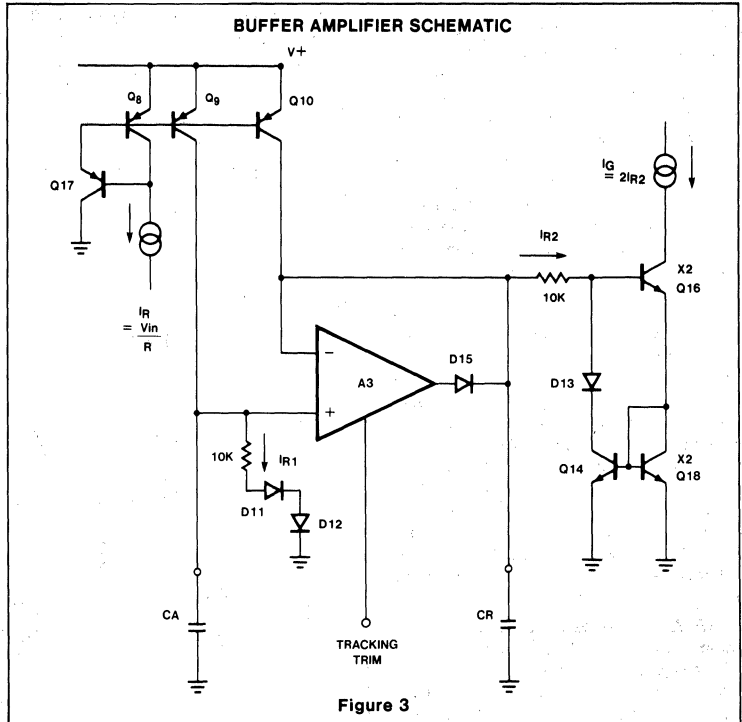 BUFFER AMPLIFIER SCHEMATIC
V+
Q8
Q9
Q10
Q17
IR
= Vin
R
IG
= 2IR2
IR2
10K
X2
Q16
D15
A3
−
+
D13
10K
IR1
D11
D12
Q14
X2
Q18
CA
TRACKING
TRIM
CR
Figure 3